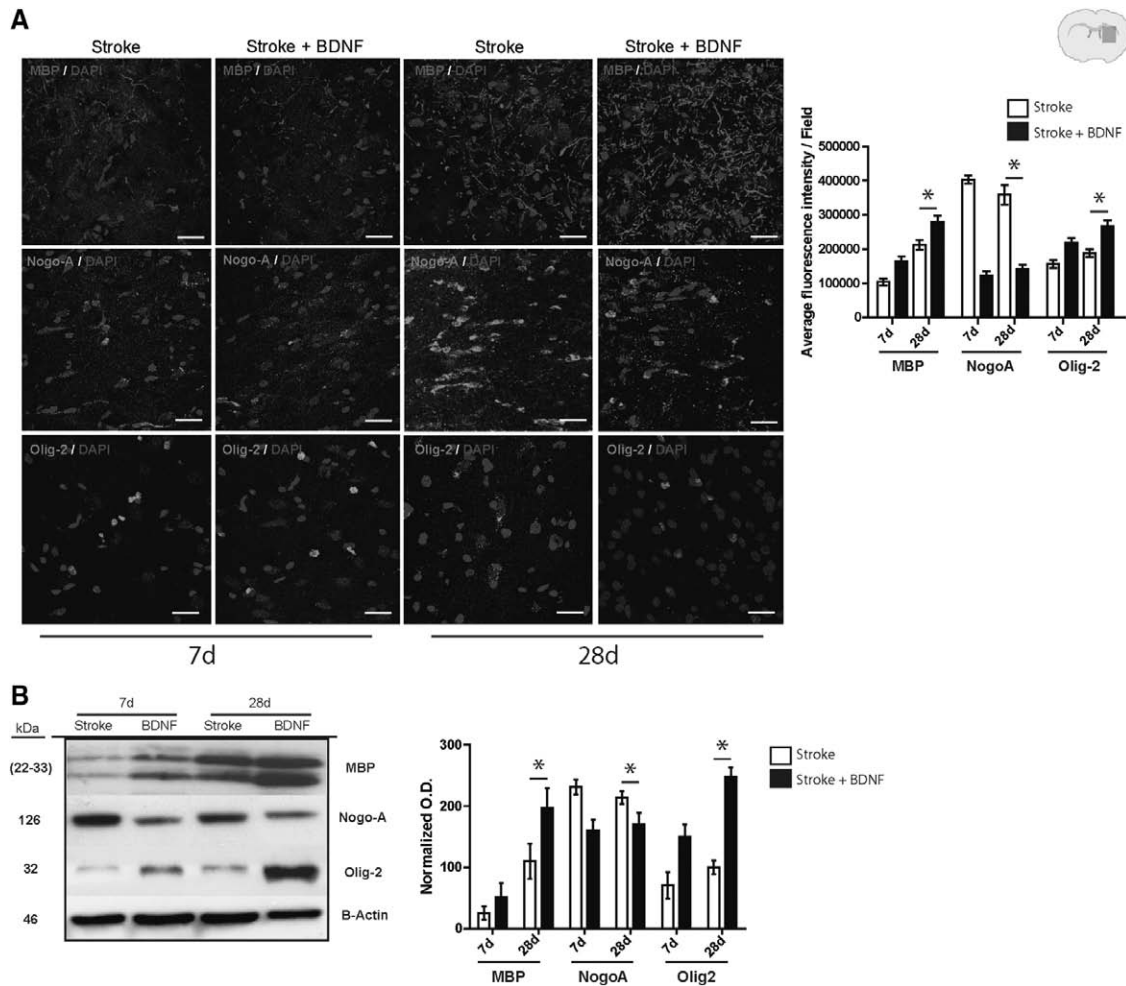 A
Stroke
Stroke + BDNF
Stroke
Stroke + BDNF
MBP / DAPI
MBP / DAPI
MBP / DAPI
MBP / DAPI
Nogo-A / DAPI
Nogo-A / DAPI
Nogo-A / DAPI
Nogo-A / DAPI
Olig-2 / DAPI
Olig-2 / DAPI
Olig-2 / DAPI
Olig-2 / DAPI
7d
28d
Stroke
Stroke + BDNF
Average fluorescence intensity / Field
500000
400000
300000
200000
100000
0
* * *
7d 28d 7d 28d 7d 28d
MBP NogoA Olig-2
B
7d 28d
kDa Stroke BDNF Stroke BDNF
(22-33) MBP
126 Nogo-A
32 Olig-2
46 B-Actin
Normalized O.D.
300
200
100
0
* * *
7d 28d 7d 28d 7d 28d
MBP NogoA Olig2
Stroke
Stroke + BDNF